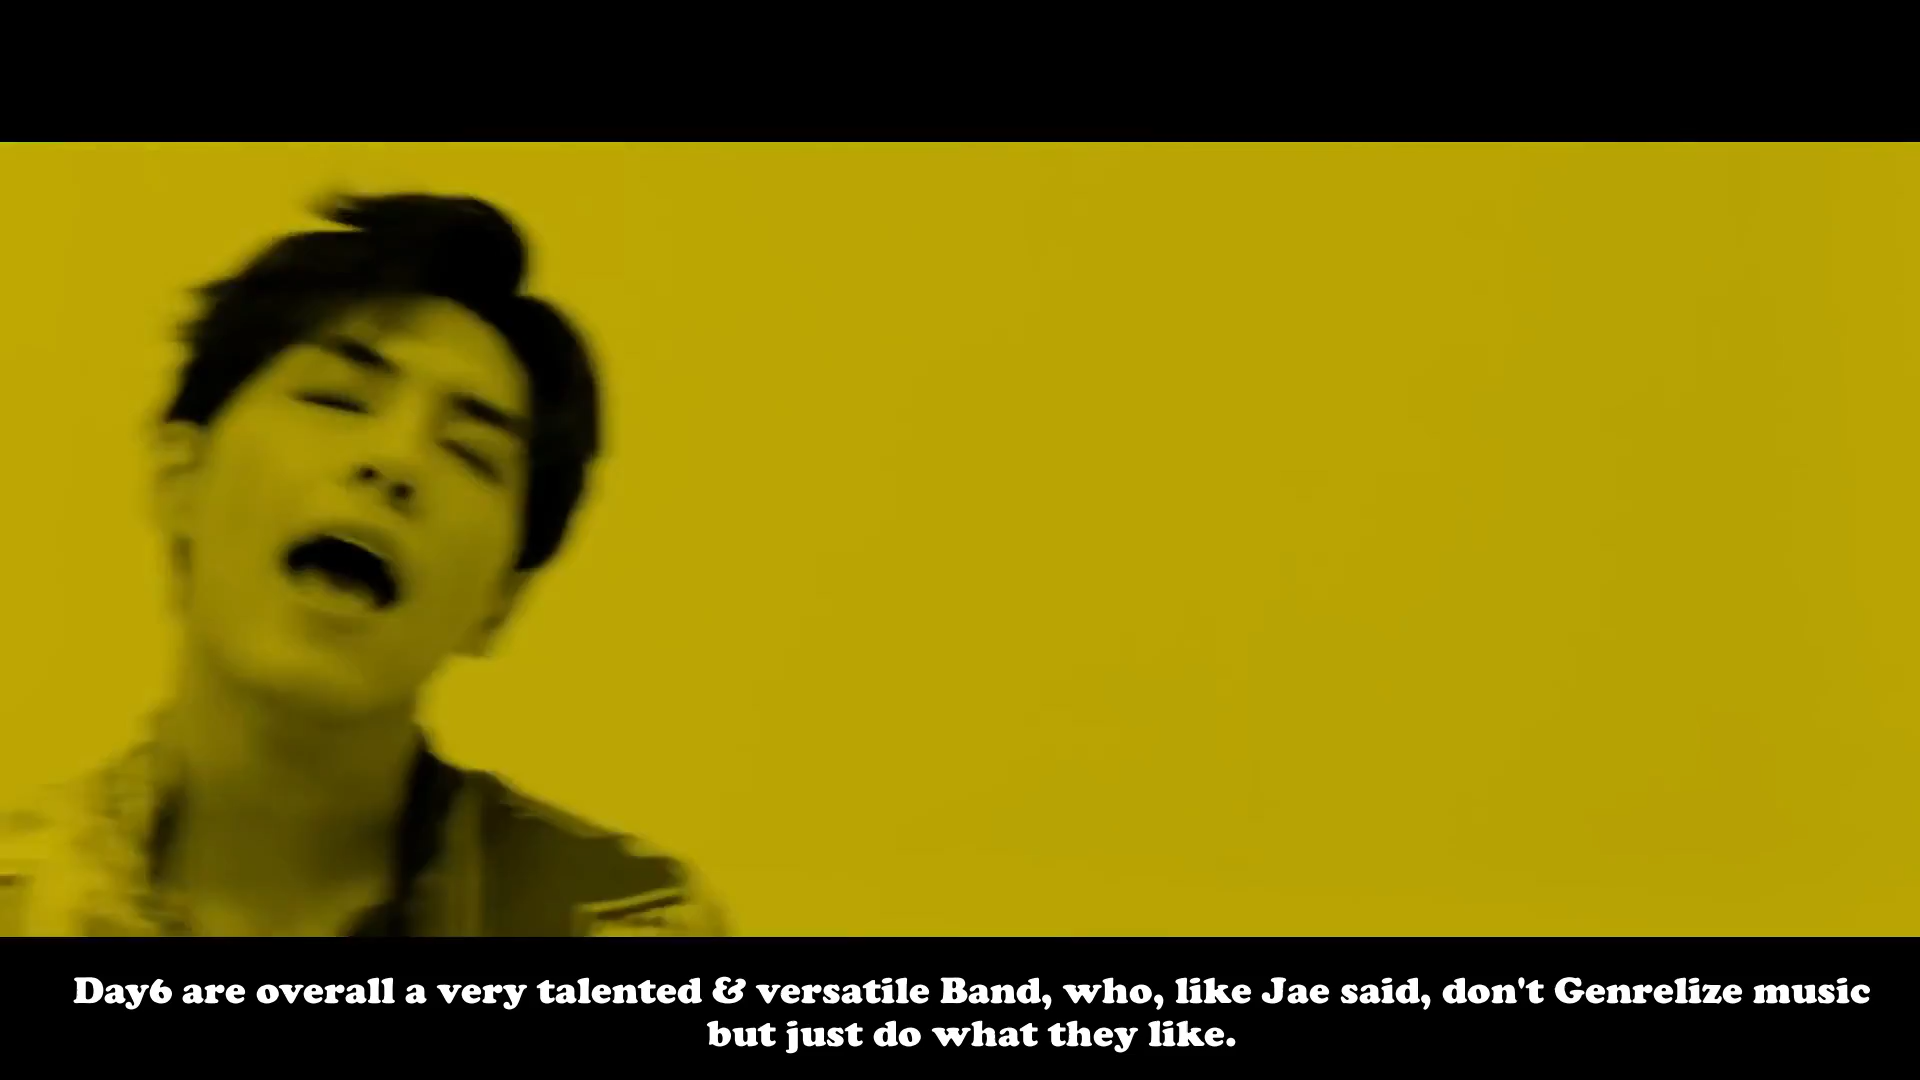 Day6 are overall a very talented & versatile Band, who, like Jae said, don't Genrelize music
but just do what they like.